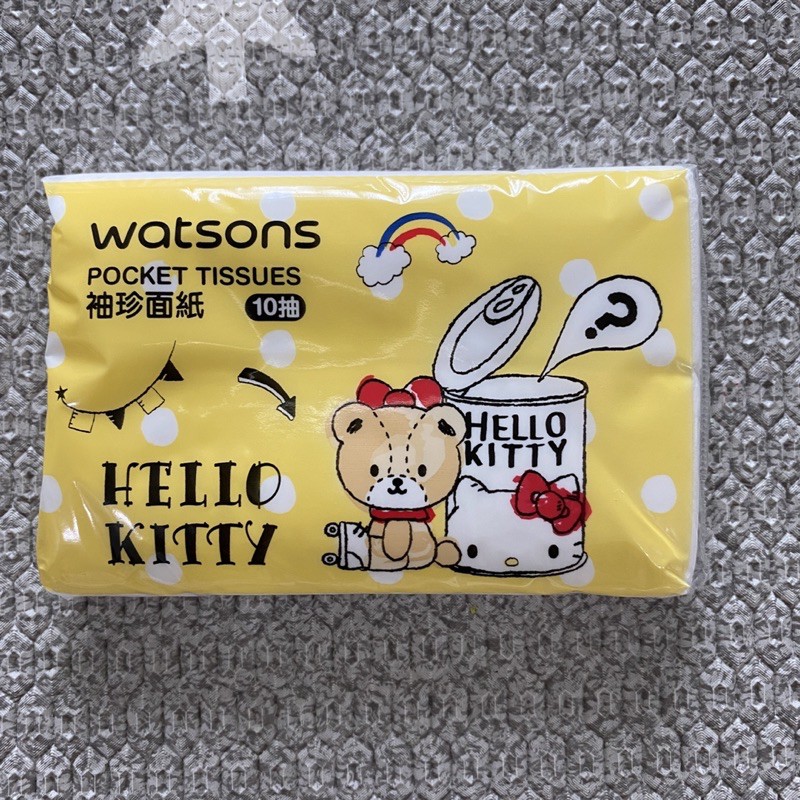 watsons
POCKET TISSUES
袖珍面紙 10抽
?
HELLO
KITTY
HELLO
KITTY